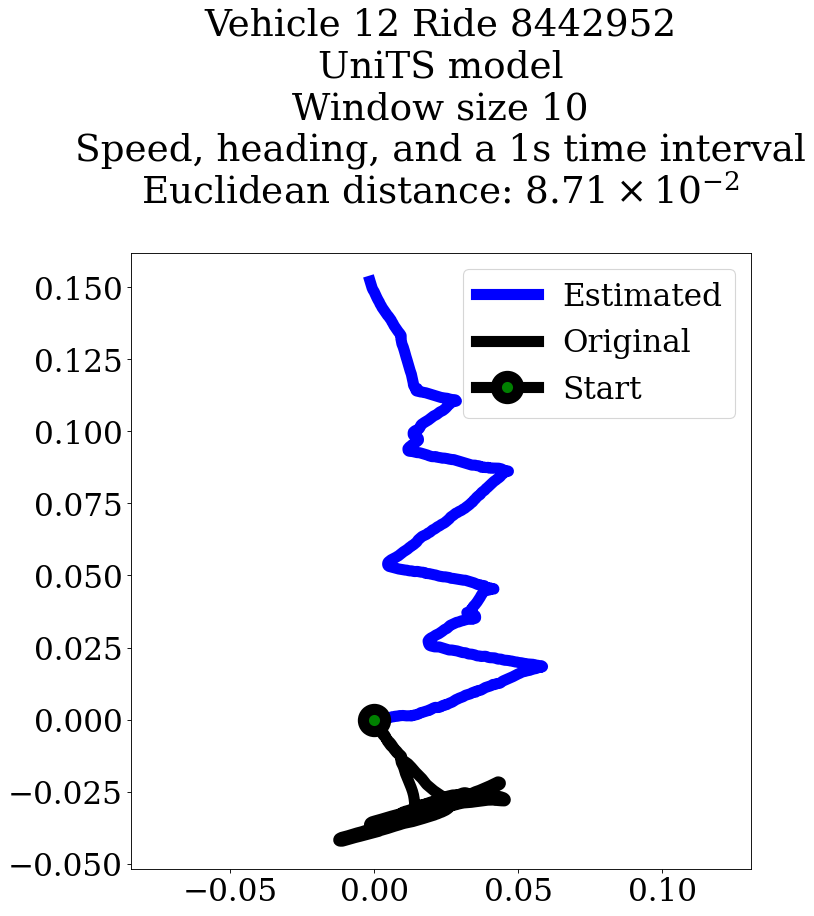 Vehicle 12 Ride 8442952
UniTS model
Window size 10
Speed, heading, and a 1s time interval
Euclidean distance: 8.71 × 10⁻²
Estimated
Original
Start
0.150
0.125
0.100
0.075
0.050
0.025
0.000
−0.025
−0.050
−0.05 0.00 0.05 0.10